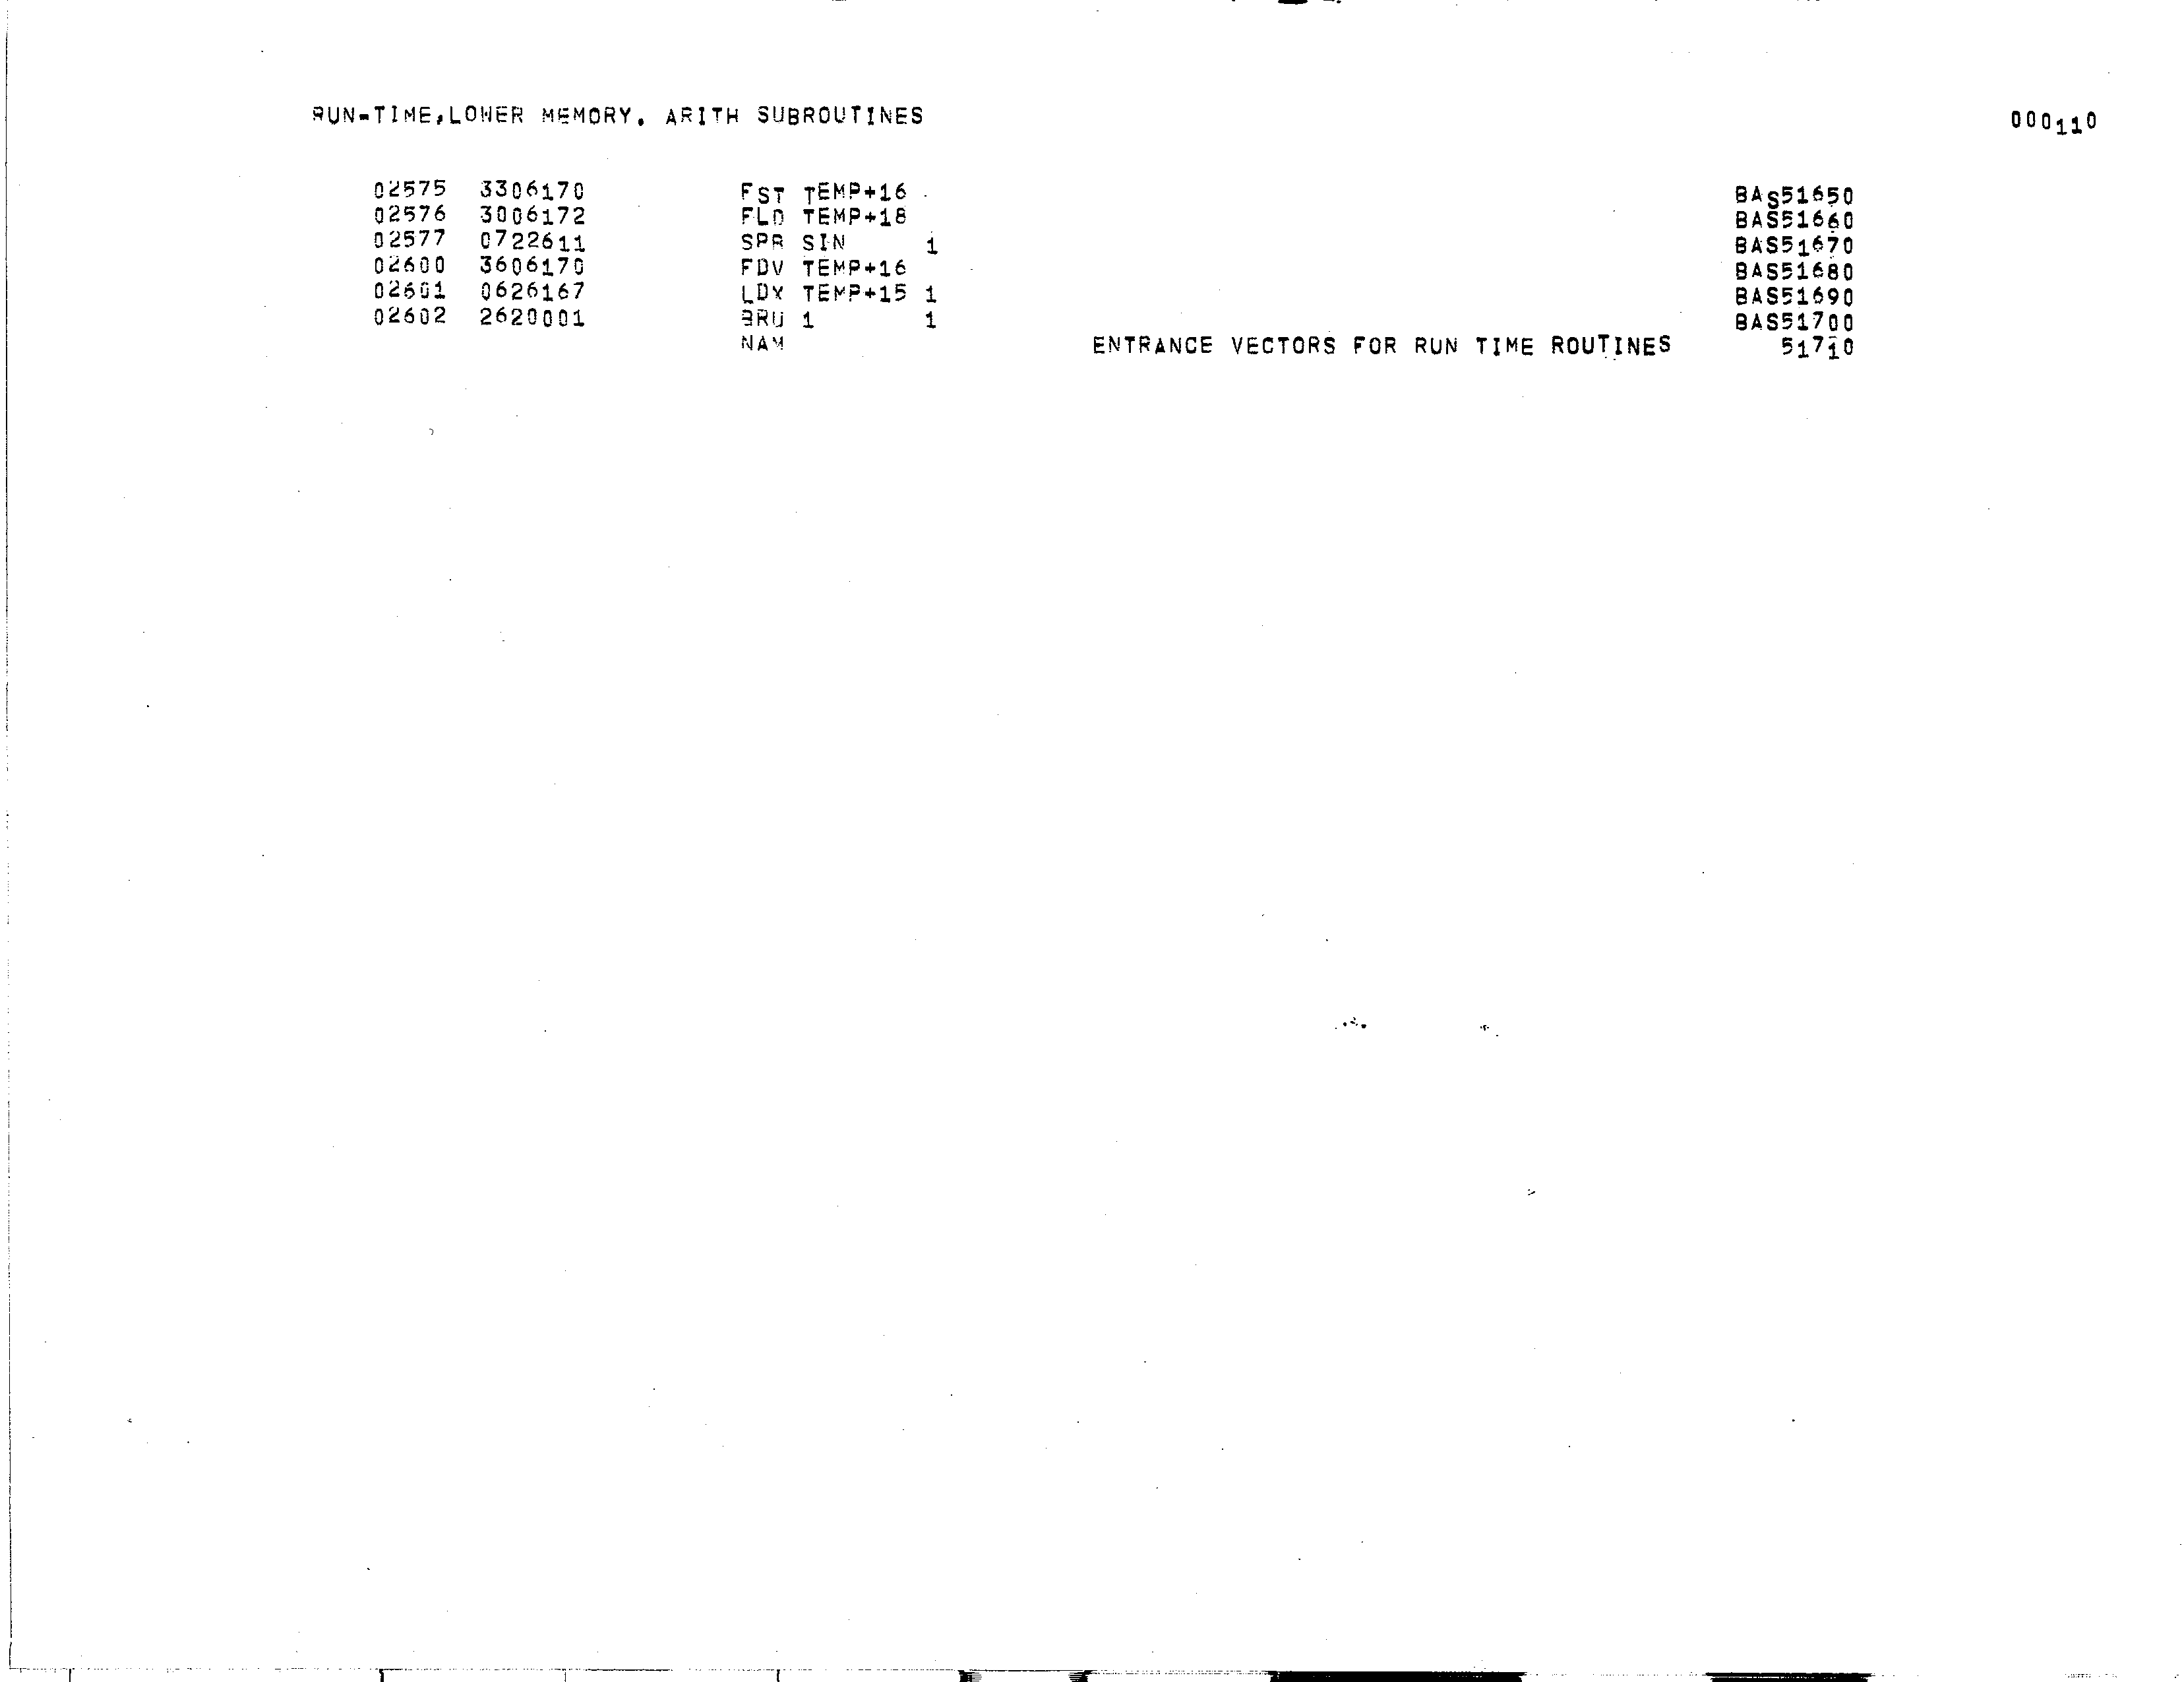 RUN-TIME,LOWER MEMORY. ARITH SUBROUTINES 000110
02575 3306170 FST TEMP+16 BAS51650
02576 3006172 FLD TEMP+18 BAS51660
02577 0722611 SPB SIN 1 BAS51670
02600 3606170 FDV TEMP+16 BAS51680
02601 0626167 LDX TEMP+15 1 BAS51690
02602 2620001 BRU 1 1 BAS51700
NAM ENTRANCE VECTORS FOR RUN TIME ROUTINES 51710